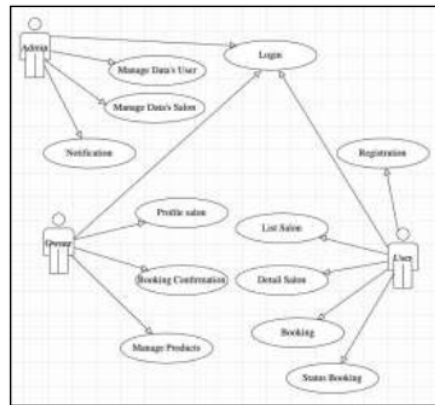 Admin
Login
Manage Data's User
Manage Data's Salon
Notification
Registration
Profile salon
Owner
List Salon
User
Booking Confirmation
Detail Salon
Booking
Manage Products
Status Booking